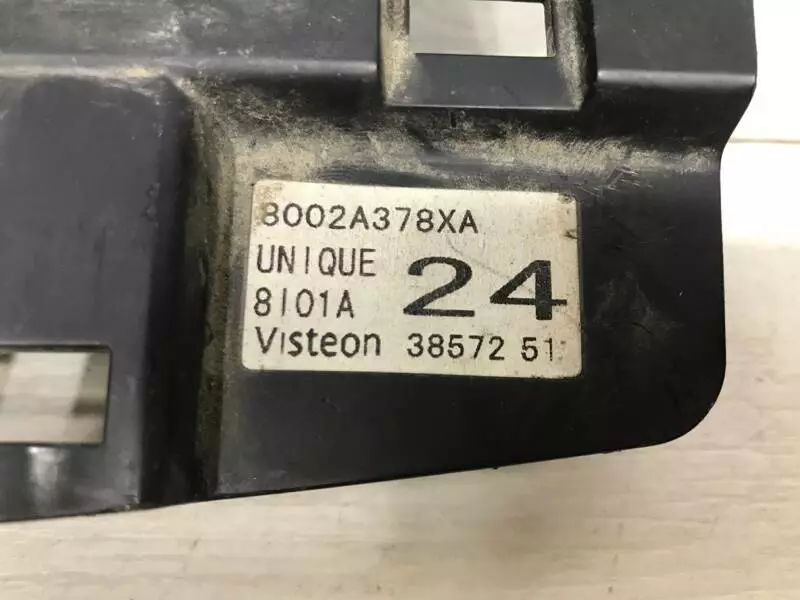 8002A378XA
UNIQUE 24
8101A
Visteon 38572 51